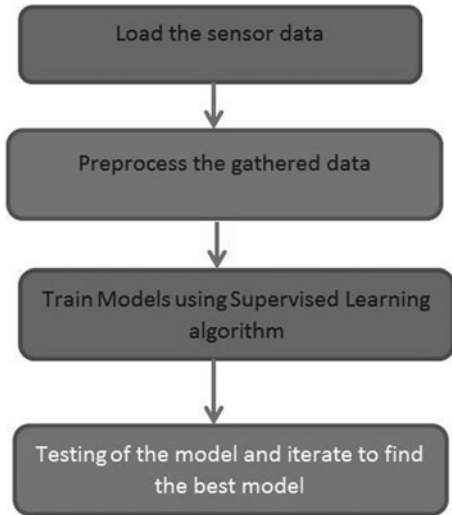 Load the sensor data
Preprocess the gathered data
Train Models using Supervised Learning
algorithm
Testing of the model and iterate to find
the best model